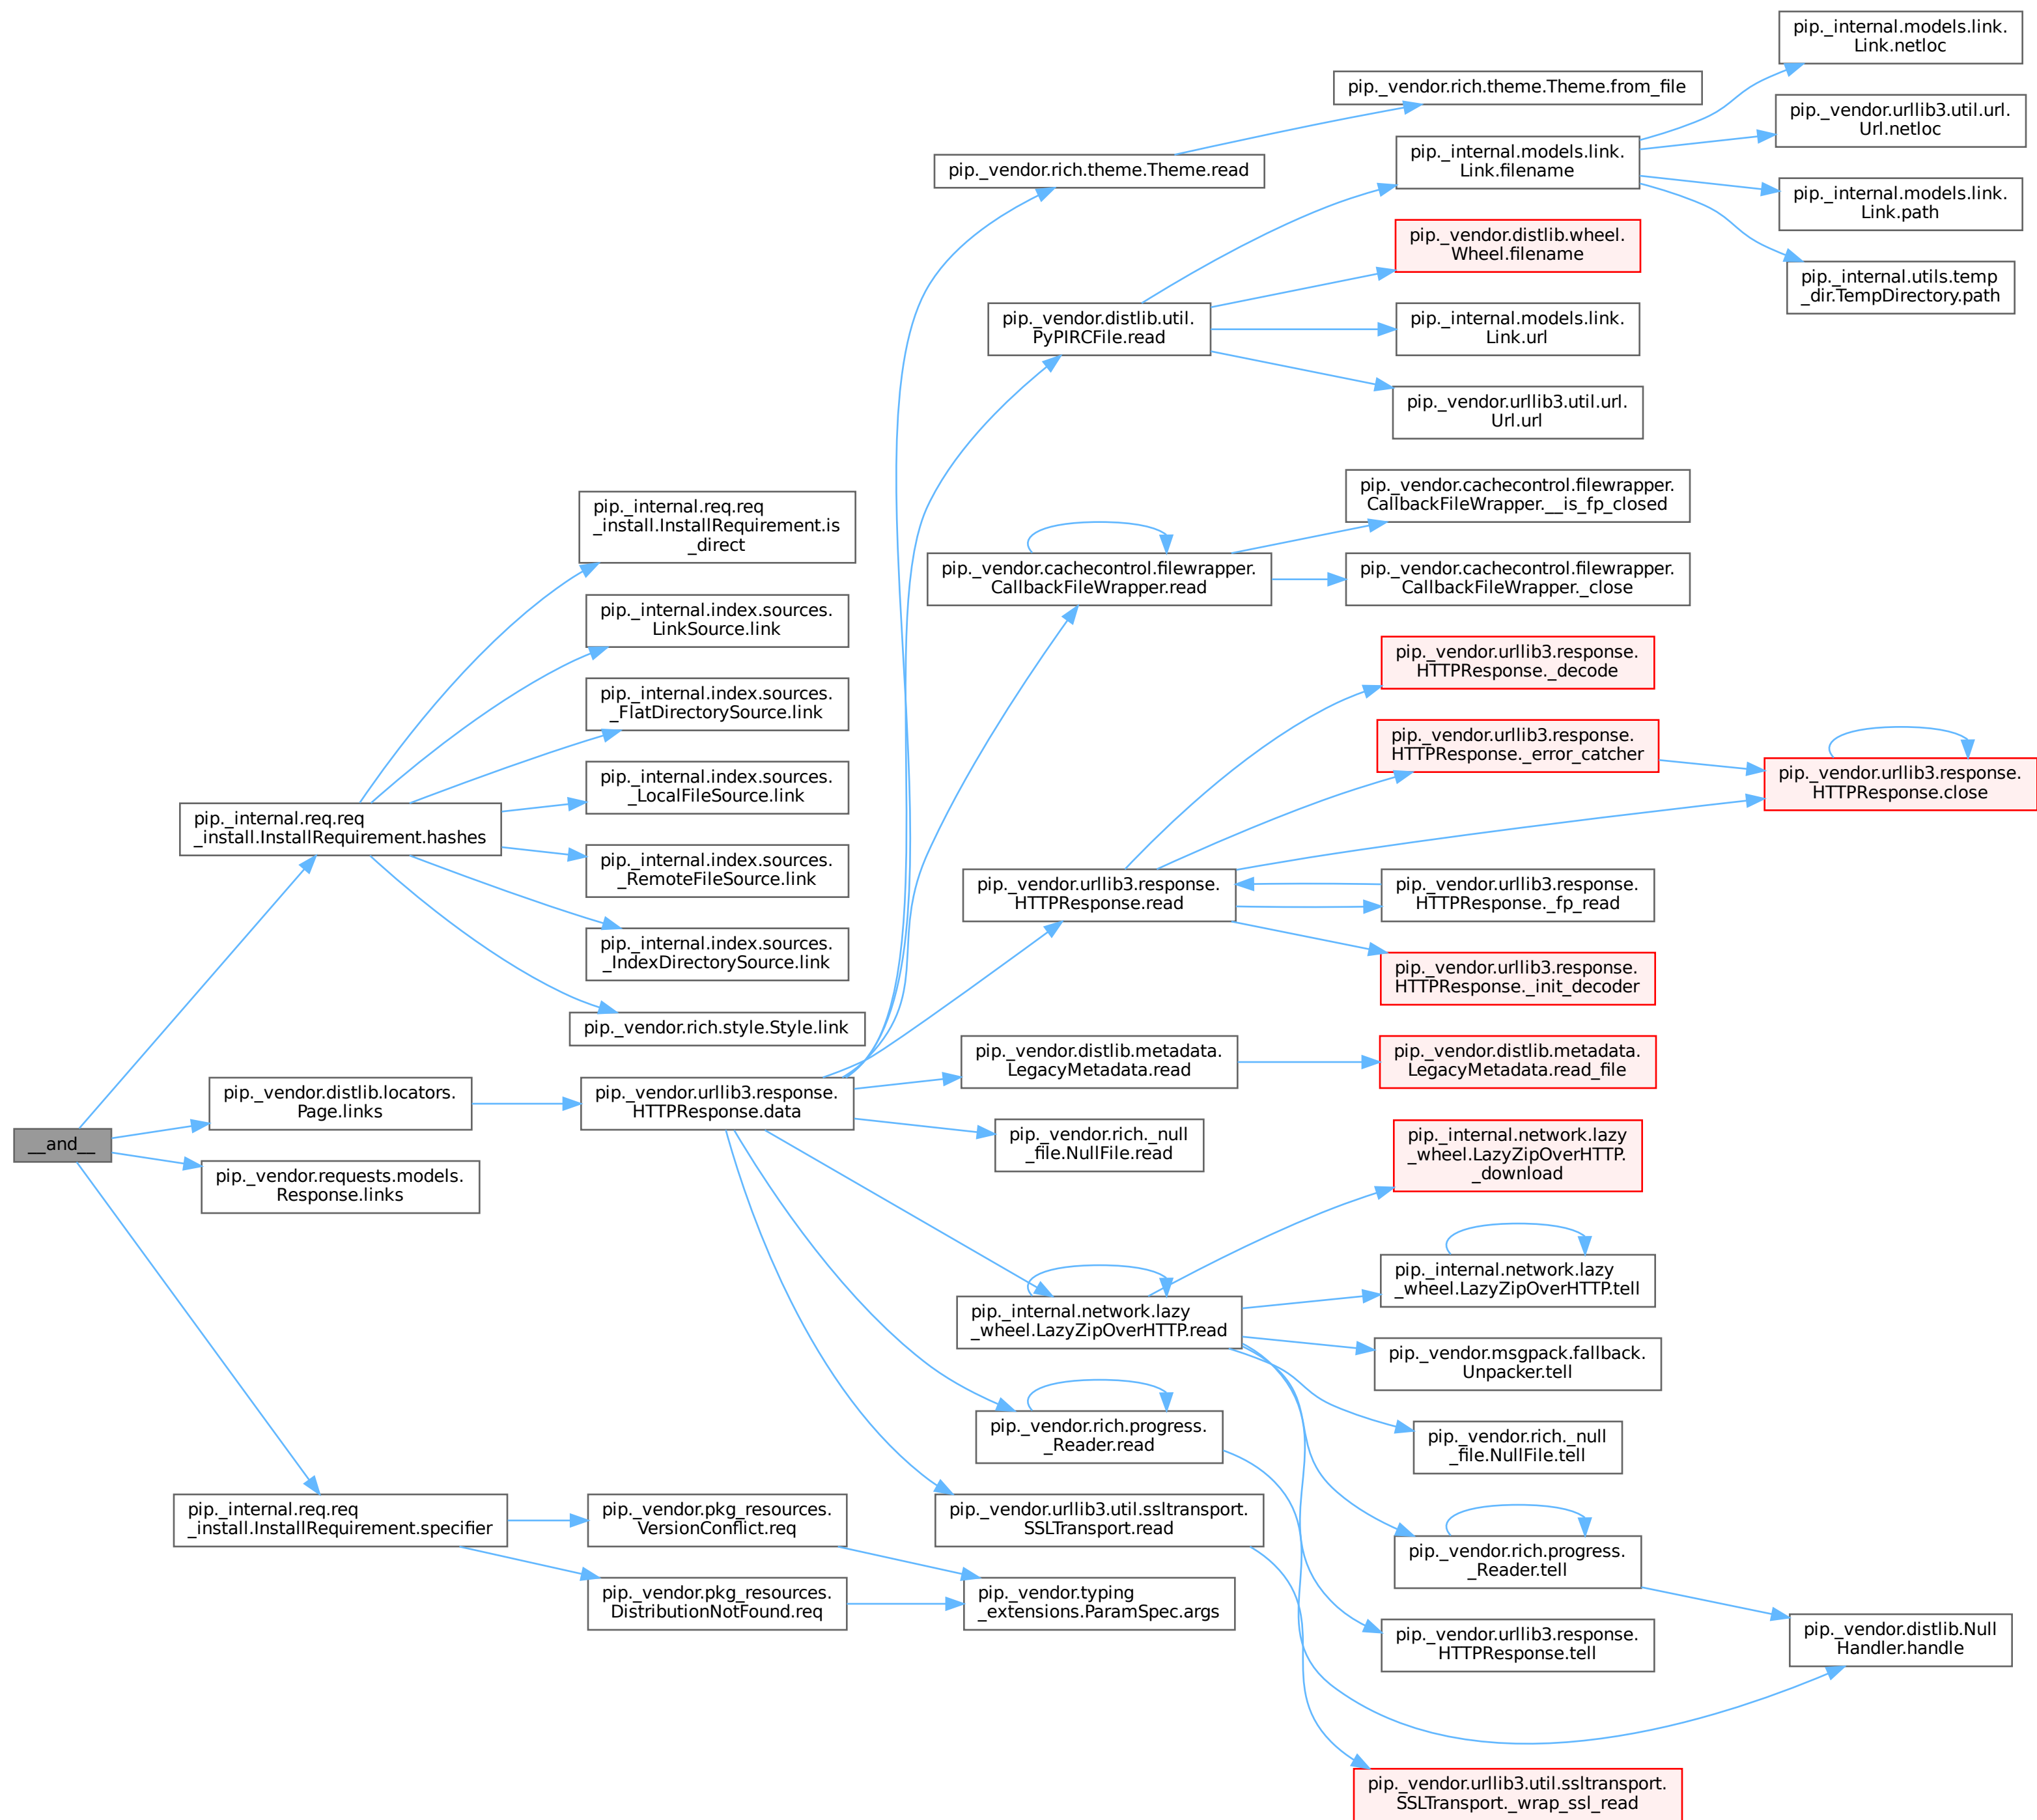 __and__
pip._internal.req.req
_install.InstallRequirement.hashes
pip._vendor.distlib.locators.
Page.links
pip._vendor.requests.models.
Response.links
pip._internal.req.req
_install.InstallRequirement.specifier
pip._internal.req.req
_install.InstallRequirement.is
_direct
pip._internal.index.sources.
LinkSource.link
pip._internal.index.sources.
_FlatDirectorySource.link
pip._internal.index.sources.
_LocalFileSource.link
pip._internal.index.sources.
_RemoteFileSource.link
pip._internal.index.sources.
_IndexDirectorySource.link
pip._vendor.rich.style.Style.link
pip._vendor.urllib3.response.
HTTPResponse.data
pip._vendor.pkg_resources.
VersionConflict.req
pip._vendor.pkg_resources.
DistributionNotFound.req
pip._vendor.rich.theme.Theme.read
pip._vendor.distlib.util.
PyPIRCFile.read
pip._vendor.cachecontrol.filewrapper.
CallbackFileWrapper.read
pip._vendor.urllib3.response.
HTTPResponse.read
pip._vendor.distlib.metadata.
LegacyMetadata.read
pip._vendor.rich._null
_file.NullFile.read
pip._internal.network.lazy
_wheel.LazyZipOverHTTP.read
pip._vendor.rich.progress.
_Reader.read
pip._vendor.urllib3.util.ssltransport.
SSLTransport.read
pip._vendor.typing
_extensions.ParamSpec.args
pip._vendor.rich.theme.Theme.from_file
pip._internal.models.link.
Link.filename
pip._vendor.distlib.wheel.
Wheel.filename
pip._internal.models.link.
Link.url
pip._vendor.urllib3.util.url.
Url.url
pip._vendor.cachecontrol.filewrapper.
CallbackFileWrapper.__is_fp_closed
pip._vendor.cachecontrol.filewrapper.
CallbackFileWrapper._close
pip._vendor.urllib3.response.
HTTPResponse._decode
pip._vendor.urllib3.response.
HTTPResponse._error_catcher
pip._vendor.urllib3.response.
HTTPResponse._fp_read
pip._vendor.urllib3.response.
HTTPResponse._init_decoder
pip._vendor.distlib.metadata.
LegacyMetadata.read_file
pip._internal.network.lazy
_wheel.LazyZipOverHTTP.
_download
pip._internal.network.lazy
_wheel.LazyZipOverHTTP.tell
pip._vendor.msgpack.fallback.
Unpacker.tell
pip._vendor.rich._null
_file.NullFile.tell
pip._vendor.rich.progress.
_Reader.tell
pip._vendor.urllib3.response.
HTTPResponse.tell
pip._vendor.urllib3.util.ssltransport.
SSLTransport._wrap_ssl_read
pip._internal.models.link.
Link.netloc
pip._vendor.urllib3.util.url.
Url.netloc
pip._internal.models.link.
Link.path
pip._internal.utils.temp
_dir.TempDirectory.path
pip._vendor.urllib3.response.
HTTPResponse.close
pip._vendor.distlib.Null
Handler.handle